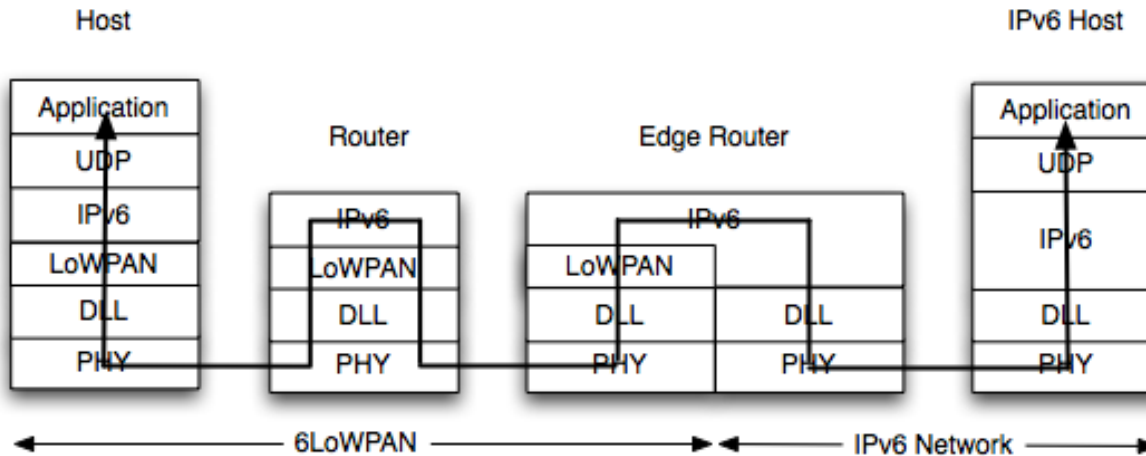 Host
IPv6 Host
Router
Edge Router
Application
UDP
IPv6
LoWPAN
DLL
PHY
IPv6
LoWPAN
DLL
PHY
IPv6
LoWPAN
DLL
DLL
PHY
PHY
Application
UDP
IPv6
DLL
PHY
6LoWPAN
IPv6 Network